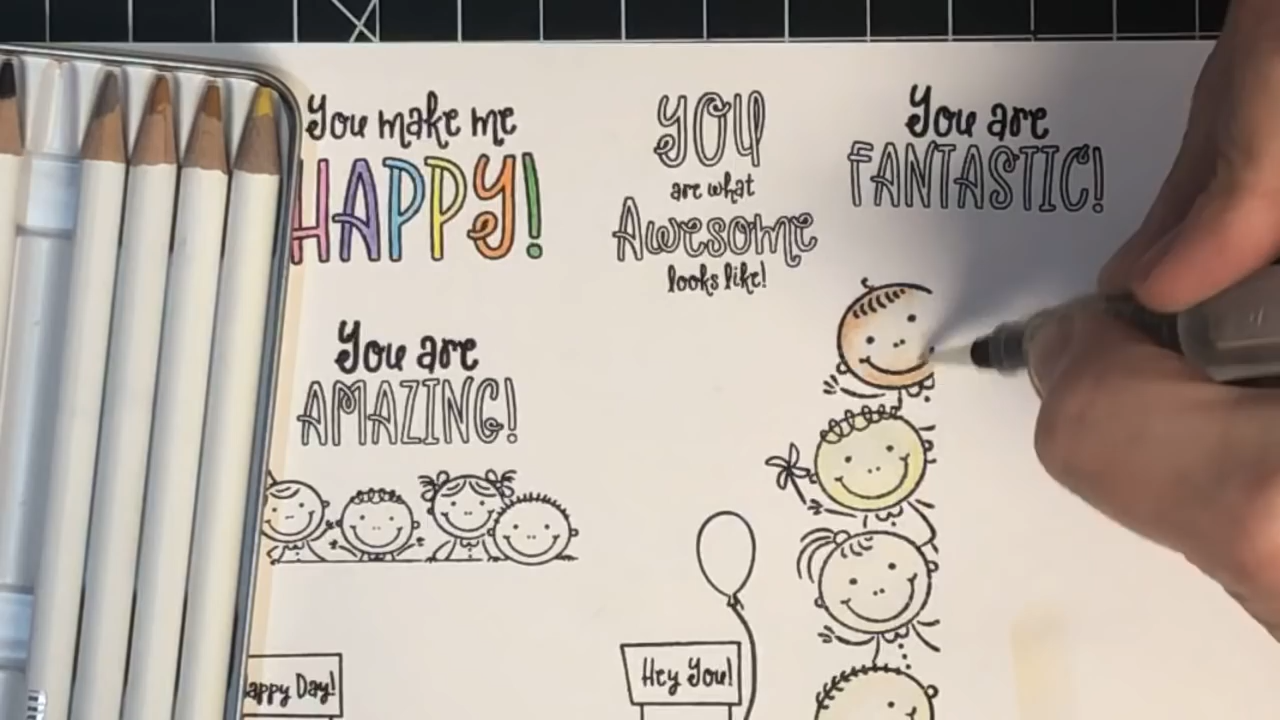 You make me
HAPPY!
YOU
are what
Awesome
looks like!
You are
FANTASTIC!
You are
AMAZING!
appy Day!
Hey You!